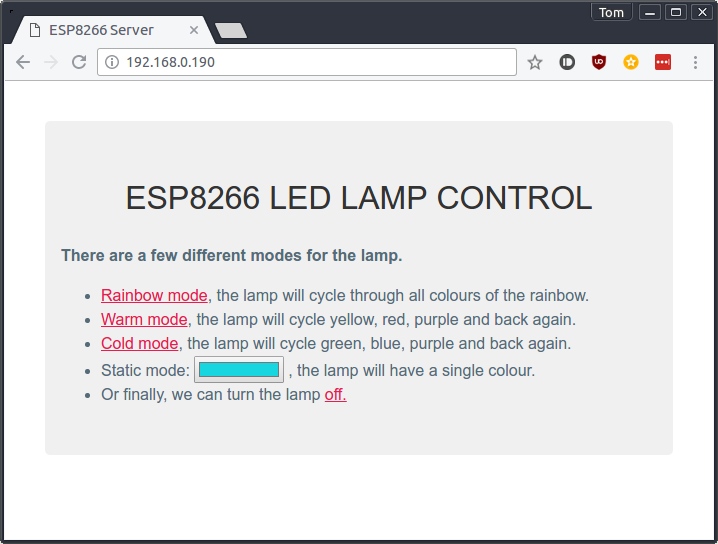 Tom
ESP8266 Server
192.168.0.190
ESP8266 LED LAMP CONTROL
There are a few different modes for the lamp.
Rainbow mode, the lamp will cycle through all colours of the rainbow.
Warm mode, the lamp will cycle yellow, red, purple and back again.
Cold mode, the lamp will cycle green, blue, purple and back again.
Static mode: , the lamp will have a single colour.
Or finally, we can turn the lamp off.